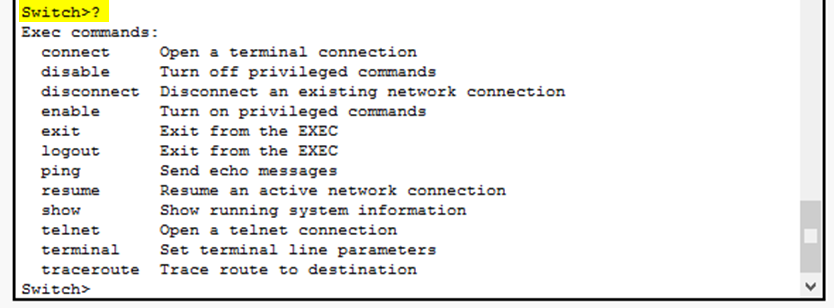 Switch>?
Exec commands:
  connect     Open a terminal connection
  disable     Turn off privileged commands
  disconnect  Disconnect an existing network connection
  enable      Turn on privileged commands
  exit        Exit from the EXEC
  logout      Exit from the EXEC
  ping        Send echo messages
  resume      Resume an active network connection
  show        Show running system information
  telnet      Open a telnet connection
  terminal    Set terminal line parameters
  traceroute  Trace route to destination
Switch>